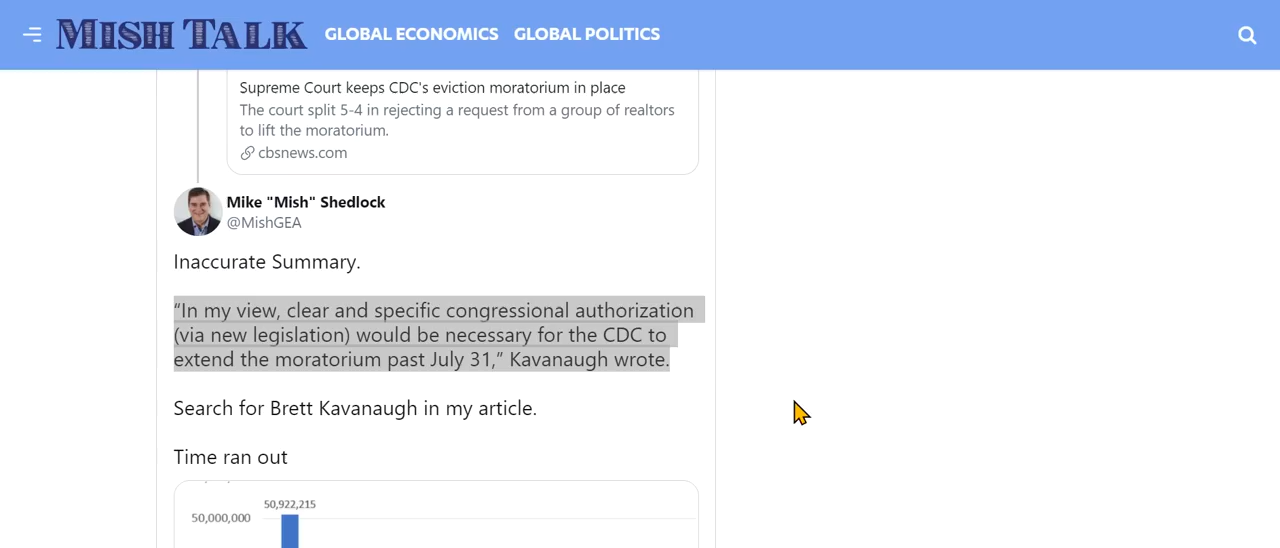 MISH TALK GLOBAL ECONOMICS GLOBAL POLITICS
Supreme Court keeps CDC's eviction moratorium in place
The court split 5-4 in rejecting a request from a group of realtors
to lift the moratorium.
cbsnews.com
Mike "Mish" Shedlock
@MishGEA
Inaccurate Summary.
“In my view, clear and specific congressional authorization
(via new legislation) would be necessary for the CDC to
extend the moratorium past July 31,” Kavanaugh wrote.
Search for Brett Kavanaugh in my article.
Time ran out
50,922,215
50,000,000